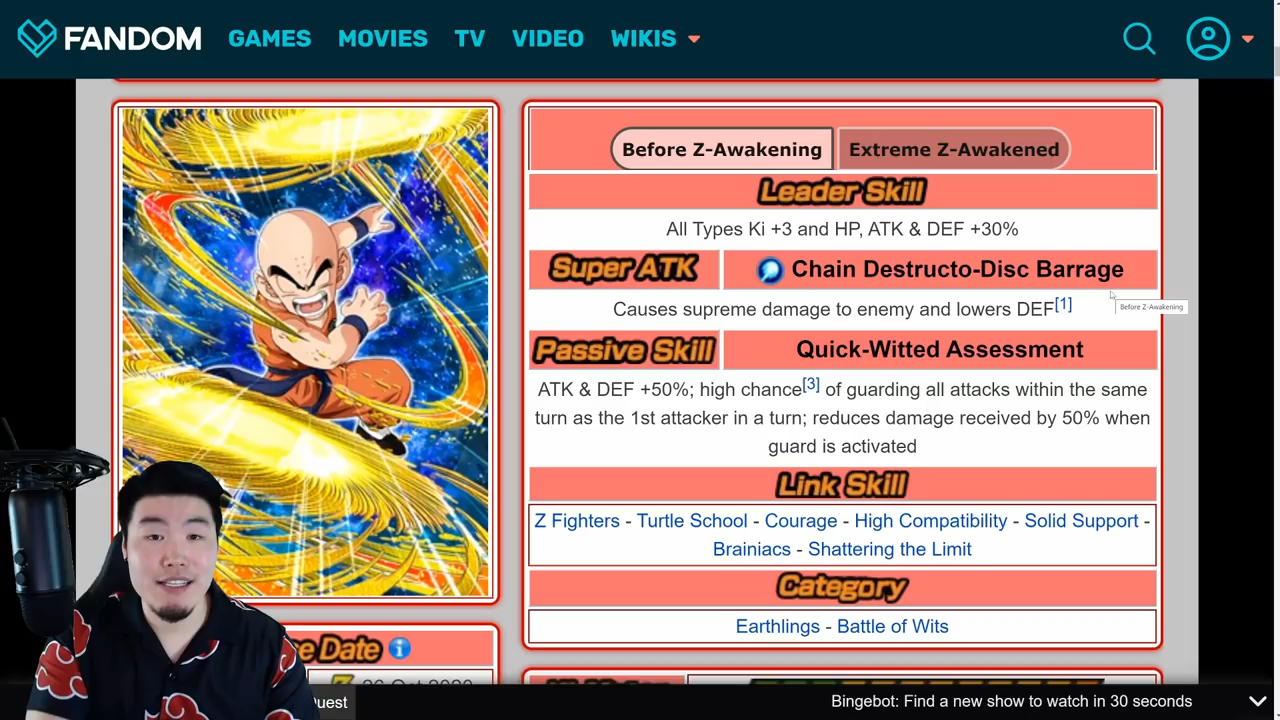 FANDOM GAMES MOVIES TV VIDEO WIKIS
Before Z-Awakening Extreme Z-Awakened
Leader Skill
All Types Ki +3 and HP, ATK & DEF +30%
Super ATK Chain Destructo-Disc Barrage
Before Z-Awakening
Causes supreme damage to enemy and lowers DEF[1]
Passive Skill Quick-Witted Assessment
ATK & DEF +50%; high chance[3] of guarding all attacks within the same
turn as the 1st attacker in a turn; reduces damage received by 50% when
guard is activated
Link Skill
Z Fighters - Turtle School - Courage - High Compatibility - Solid Support -
Brainiacs - Shattering the Limit
Category
Earthlings - Battle of Wits
Date
Bingebot: Find a new show to watch in 30 seconds